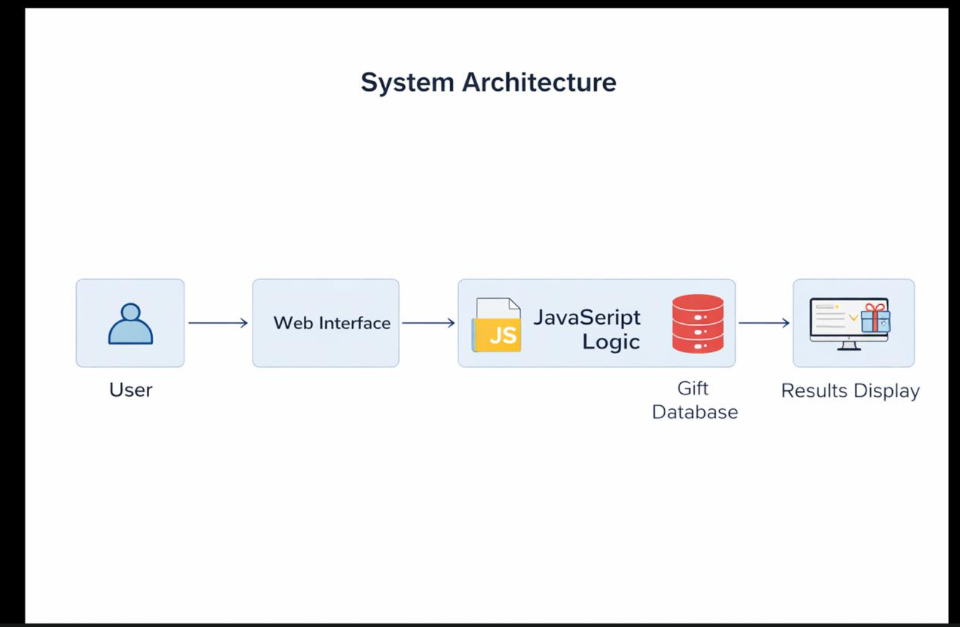 System Architecture
Web Interface
JS
JavaSeript
Logic
User
Gift
Database
Results Display